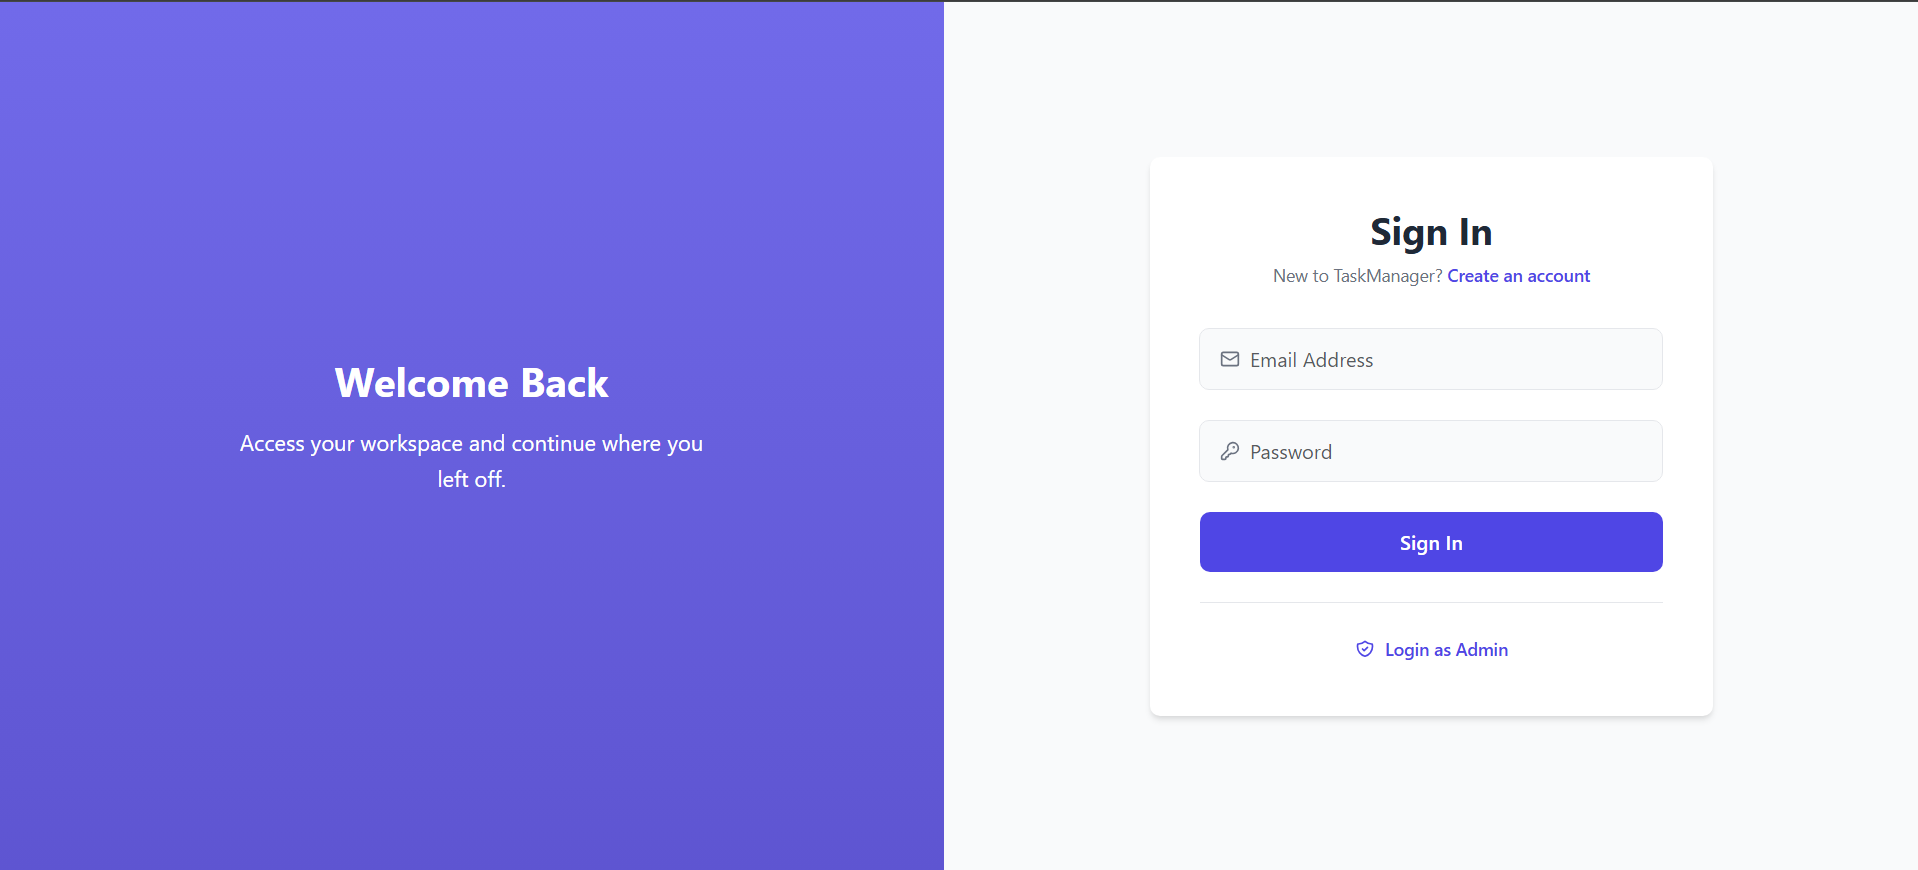 Welcome Back
Access your workspace and continue where you
left off.
Sign In
New to TaskManager? Create an account
Email Address
Password
Sign In
Login as Admin